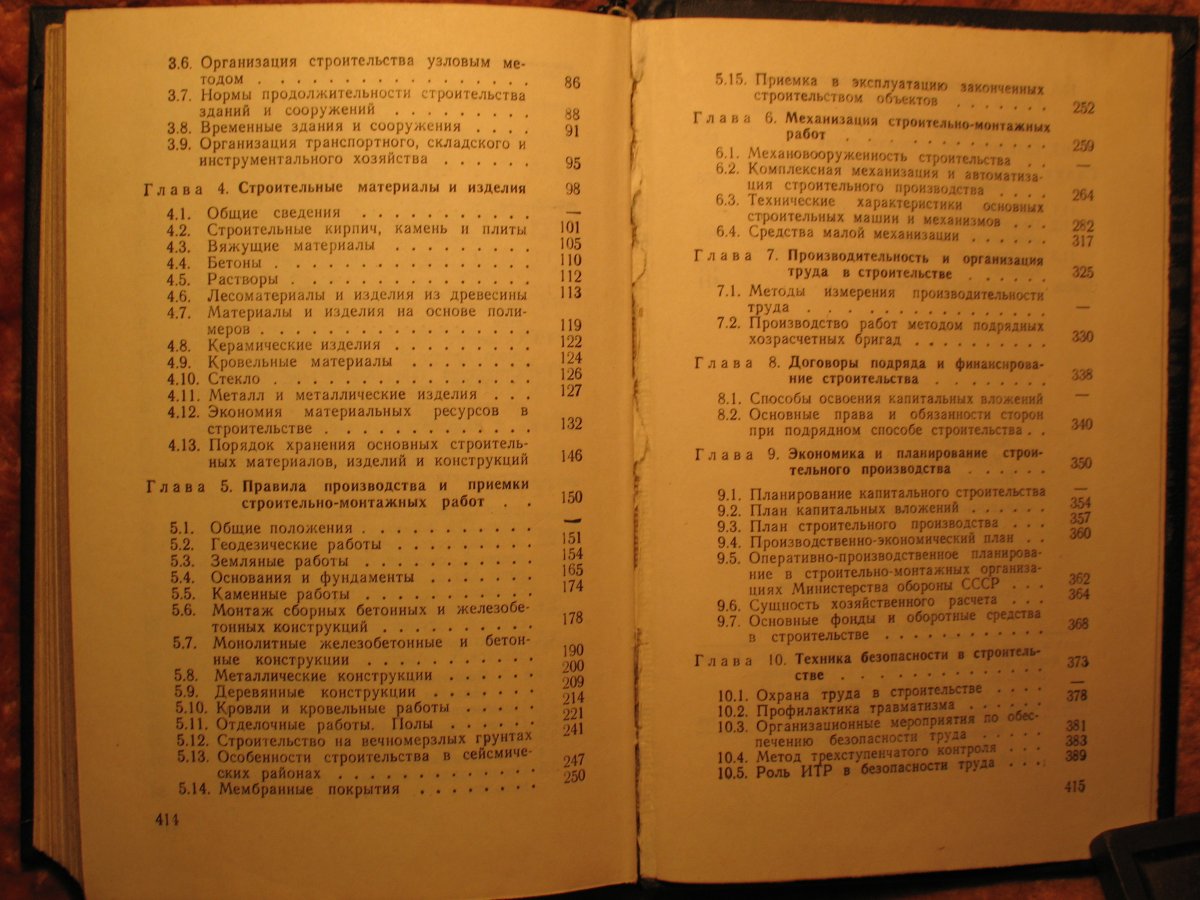 3.6. Организация строительства узловым ме-
тодом . . . . . . . . . . . . . . . . 86
3.7. Нормы продолжительности строительства
зданий и сооружений . . . . . . . . . 88
3.8. Временные здания и сооружения . . . . 91
3.9. Организация транспортного, складского и
инструментального хозяйства . . . . . . 95
Глава 4. Строительные материалы и изделия 98
4.1. Общие сведения . . . . . . . . . . . —
4.2. Строительные кирпич, камень и плиты 101
4.3. Вяжущие материалы . . . . . . . . . 105
4.4. Бетоны . . . . . . . . . . . . . . . 110
4.5. Растворы . . . . . . . . . . . . . . 112
4.6. Лесоматериалы и изделия из древесины 113
4.7. Материалы и изделия на основе поли-
меров . . . . . . . . . . . . . . . . 119
4.8. Керамические изделия . . . . . . . . . 122
4.9. Кровельные материалы . . . . . . . . 124
4.10. Стекло . . . . . . . . . . . . . . . 126
4.11. Металл и металлические изделия . . . 127
4.12. Экономия материальных ресурсов в
строительстве . . . . . . . . . . . . . 132
4.13. Порядок хранения основных строитель-
ных материалов, изделий и конструкций 146
Глава 5. Правила производства и приемки
строительно-монтажных работ . . 150
5.1. Общие положения . . . . . . . . . . . —
5.2. Геодезические работы . . . . . . . . . 151
5.3. Земляные работы . . . . . . . . . . . 154
5.4. Основания и фундаменты . . . . . . . 165
5.5. Каменные работы . . . . . . . . . . . 174
5.6. Монтаж сборных бетонных и железобе-
тонных конструкций . . . . . . . . . . 178
5.7. Монолитные железобетонные и бетон-
ные конструкции . . . . . . . . . . . 190
5.8. Металлические конструкции . . . . . . 200
5.9. Деревянные конструкции . . . . . . . 209
5.10. Кровли и кровельные работы . . . . . 214
5.11. Отделочные работы. Полы . . . . . . 221
5.12. Строительство на вечномерзлых грунтах 241
5.13. Особенности строительства в сейсмиче-
ских районах . . . . . . . . . . . . . 247
5.14. Мембранные покрытия . . . . . . . . 250
414
5.15. Приемка в эксплуатацию законченных
строительством объектов . . . . . . . 252
Глава 6. Механизация строительно-монтажных
работ . . . . . . . . . . . . . 259
6.1. Механовооруженность строительства . . —
6.2. Комплексная механизация и автоматиза-
ция строительного производства . . . . 264
6.3. Технические характеристики основных
строительных машин и механизмов . . . 282
6.4. Средства малой механизации . . . . . . 317
Глава 7. Производительность и организация
труда в строительстве . . . . . . 325
7.1. Методы измерения производительности
труда . . . . . . . . . . . . . . . . —
7.2. Производство работ методом подрядных
хозрасчетных бригад . . . . . . . . . . 330
Глава 8. Договоры подряда и финансирова-
ние строительства . . . . . . . . 338
8.1. Способы освоения капитальных вложений —
8.2. Основные права и обязанности сторон
при подрядном способе строительства . . 340
Глава 9. Экономика и планирование строи-
тельного производства . . . . . . 350
9.1. Планирование капитального строительства —
9.2. План капитальных вложений . . . . . . 354
9.3. План строительного производства . . . 357
9.4. Производственно-экономический план . . 360
9.5. Оперативно-производственное планирова-
ние в строительно-монтажных организа-
циях Министерства обороны СССР . . . 362
9.6. Сущность хозяйственного расчета . . . 364
9.7. Основные фонды и оборотные средства
в строительстве . . . . . . . . . . . . 368
Глава 10. Техника безопасности в строитель-
стве . . . . . . . . . . . . . . 373
10.1. Охрана труда в строительстве . . . . —
10.2. Профилактика травматизма . . . . . . 378
10.3. Организационные мероприятия по обес-
печению безопасности труда . . . . . 381
10.4. Метод трехступенчатого контроля . . . 383
10.5. Роль ИТР в безопасности труда . . . 389
415